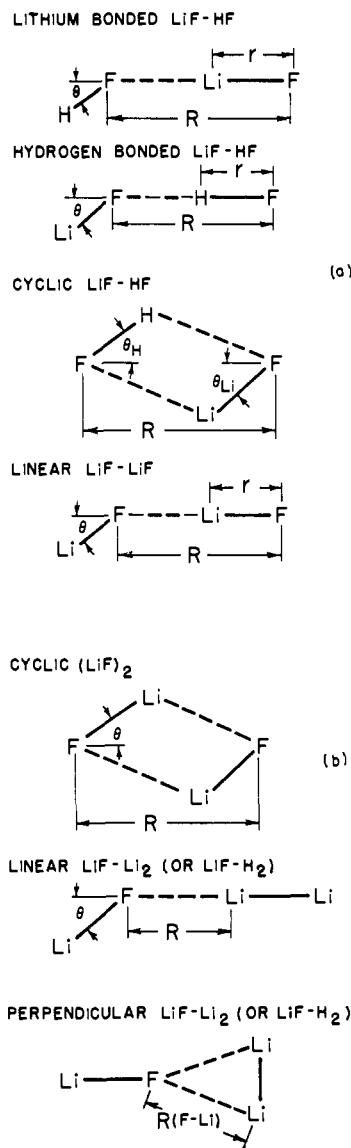 LITHIUM BONDED LiF-HF
r
θ F Li F
H
R
HYDROGEN BONDED LiF-HF
r
θ F H F
Li
R
(a)
CYCLIC LiF-HF
H
θH
F F
θLi
Li
R
LINEAR LiF-LiF
r
θ F Li F
Li
R
CYCLIC (LiF)2
Li
F θ F
(b)
Li
R
LINEAR LiF-Li2 (OR LiF-H2)
θ F Li Li
Li
R
PERPENDICULAR LiF-Li2 (OR LiF-H2)
Li
Li F
Li
R(F-Li)